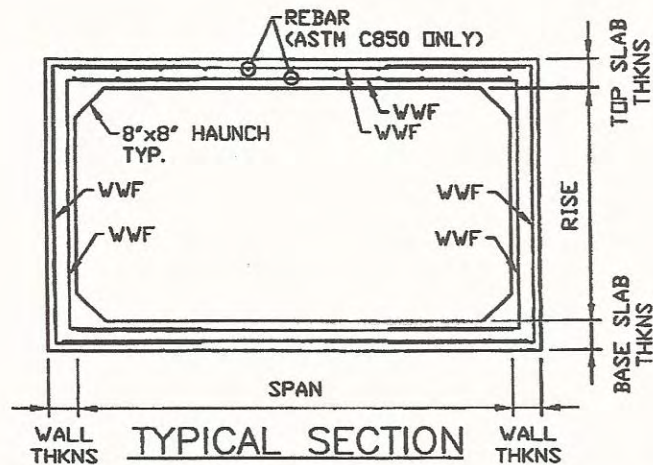 REBAR
(ASTM C850 ONLY)
TOP SLAB
THKNS
WWF
WWF
8"x8" HAUNCH
TYP.
WWF
WWF
WWF
WWF
RISE
BASE SLAB
THKNS
SPAN
WALL
THKNS
TYPICAL SECTION
WALL
THKNS